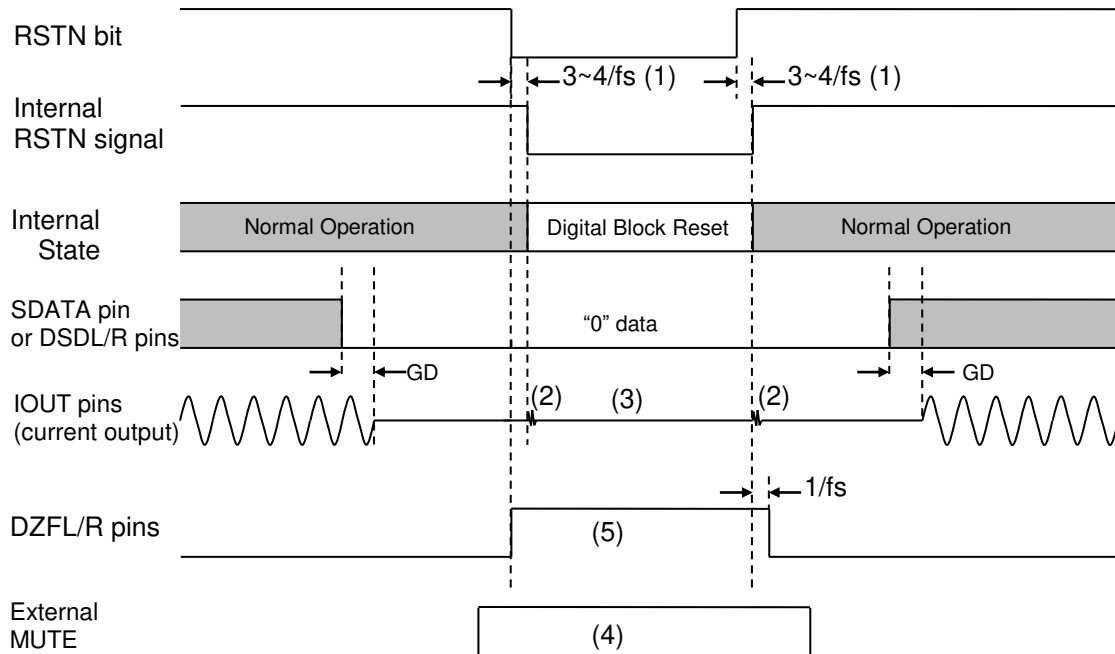 RSTN bit
3~4/fs (1)
3~4/fs (1)
Internal
RSTN signal
Internal
State
Normal Operation
Digital Block Reset
Normal Operation
SDATA pin
or DSDL/R pins
“0” data
GD
GD
IOUT pins
(current output)
(2)
(3)
(2)
1/fs
DZFL/R pins
(5)
External
MUTE
(4)